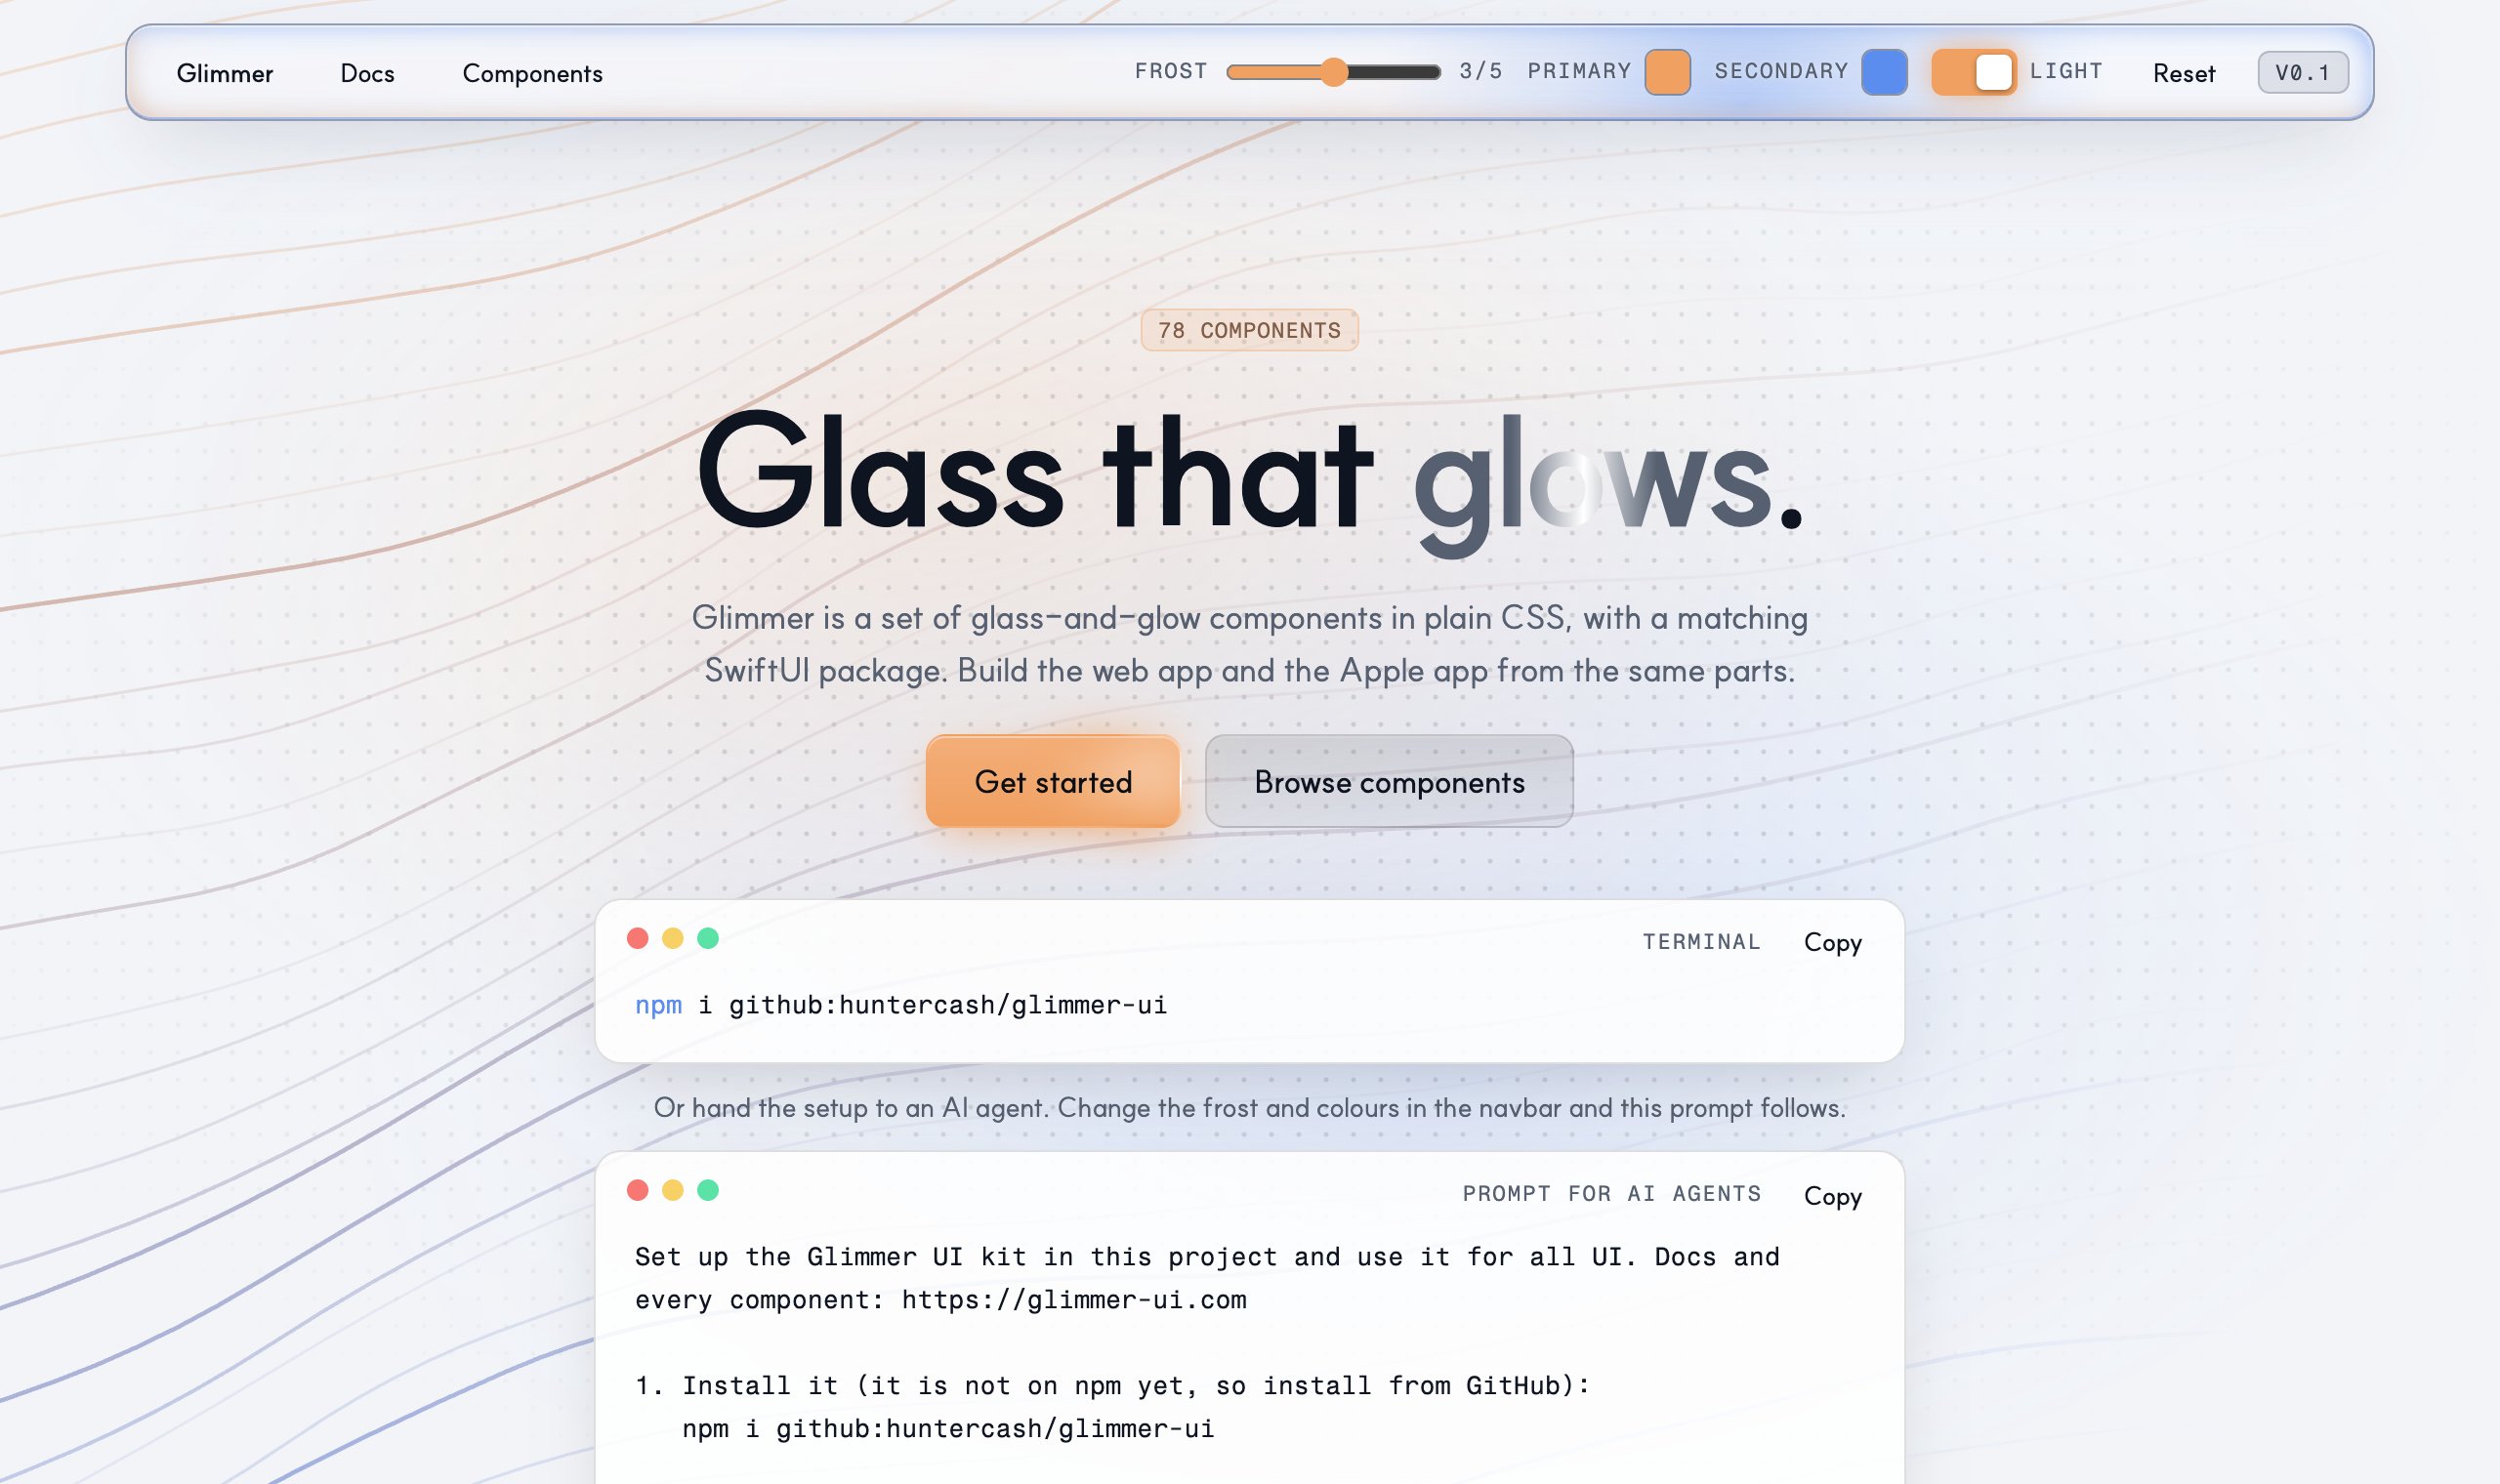 Glimmer Docs Components FROST 3/5 PRIMARY SECONDARY LIGHT Reset V0.1
78 COMPONENTS
Glass that glows.
Glimmer is a set of glass-and-glow components in plain CSS, with a matching
SwiftUI package. Build the web app and the Apple app from the same parts.
Get started Browse components
TERMINAL Copy
npm i github:huntercash/glimmer-ui
Or hand the setup to an AI agent. Change the frost and colours in the navbar and this prompt follows.
PROMPT FOR AI AGENTS Copy
Set up the Glimmer UI kit in this project and use it for all UI. Docs and
every component: https://glimmer-ui.com
1. Install it (it is not on npm yet, so install from GitHub):
npm i github:huntercash/glimmer-ui